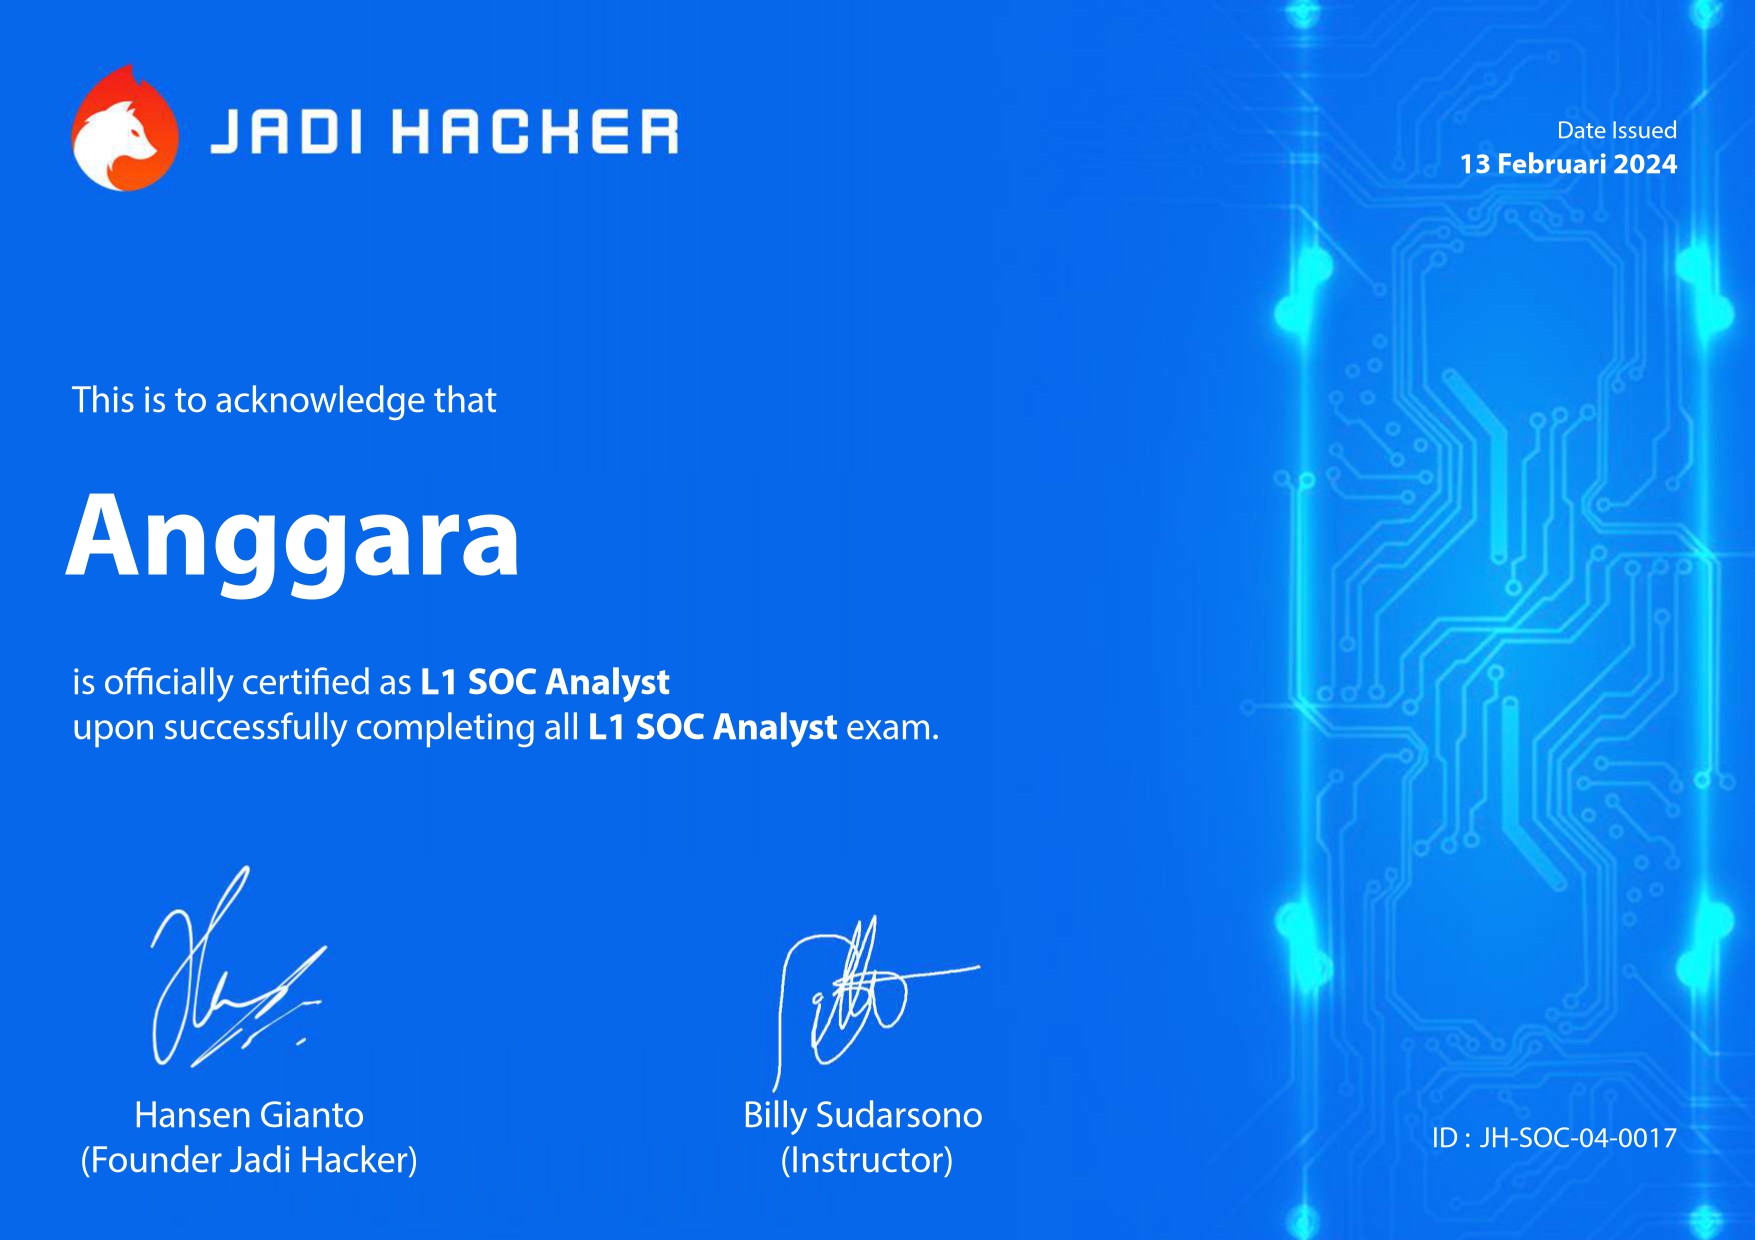 JADI HACKER
Date Issued
13 Februari 2024
This is to acknowledge that
Anggara
is officially certified as L1 SOC Analyst
upon successfully completing all L1 SOC Analyst exam.
Hansen Gianto
(Founder Jadi Hacker)
Billy Sudarsono
(Instructor)
ID : JH-SOC-04-0017